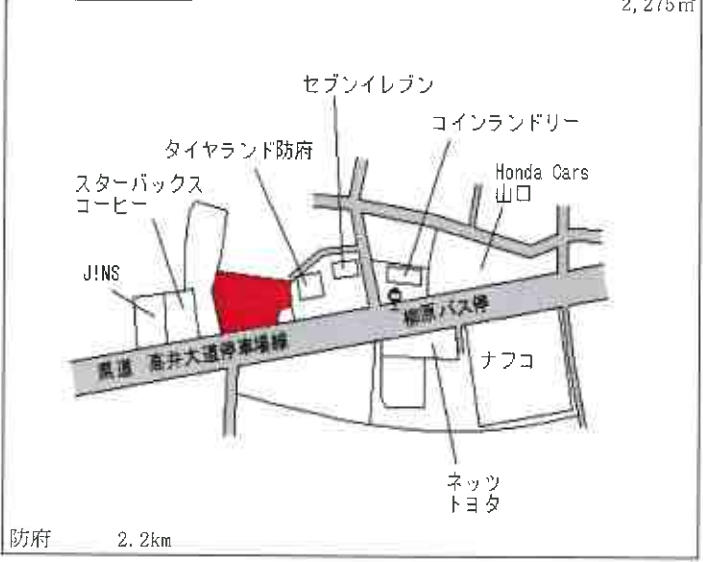 2,275㎡
セブンイレブン
コインランドリー
タイヤランド防府
Honda Cars
山口
スターバックス
コーヒー
J!NS
柳原バス停
県道 高井大道停車場線
ナフコ
ネッツ
トヨタ
防府 2.2km